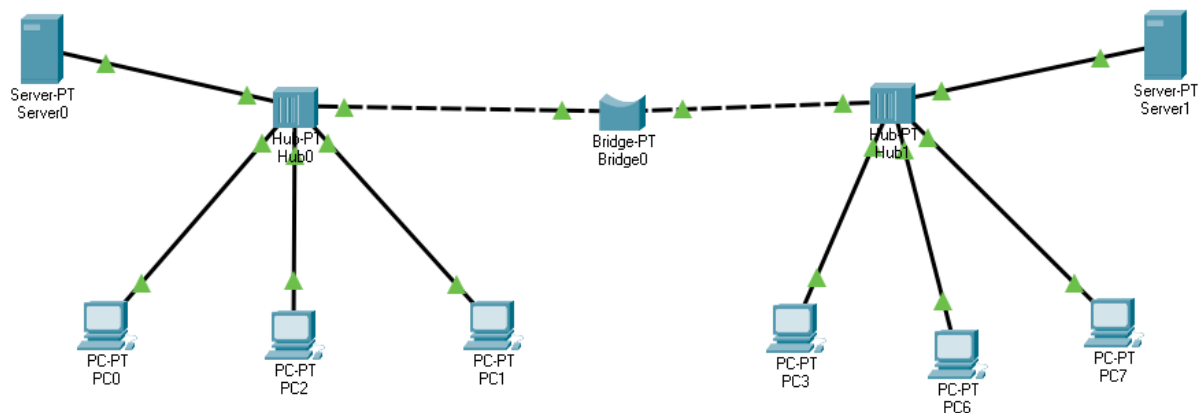 Server-PT
Server0
Hub-PT
Hub0
Bridge-PT
Bridge0
Hub-PT
Hub1
Server-PT
Server1
PC-PT
PC0
PC-PT
PC2
PC-PT
PC1
PC-PT
PC3
PC-PT
PC6
PC-PT
PC7